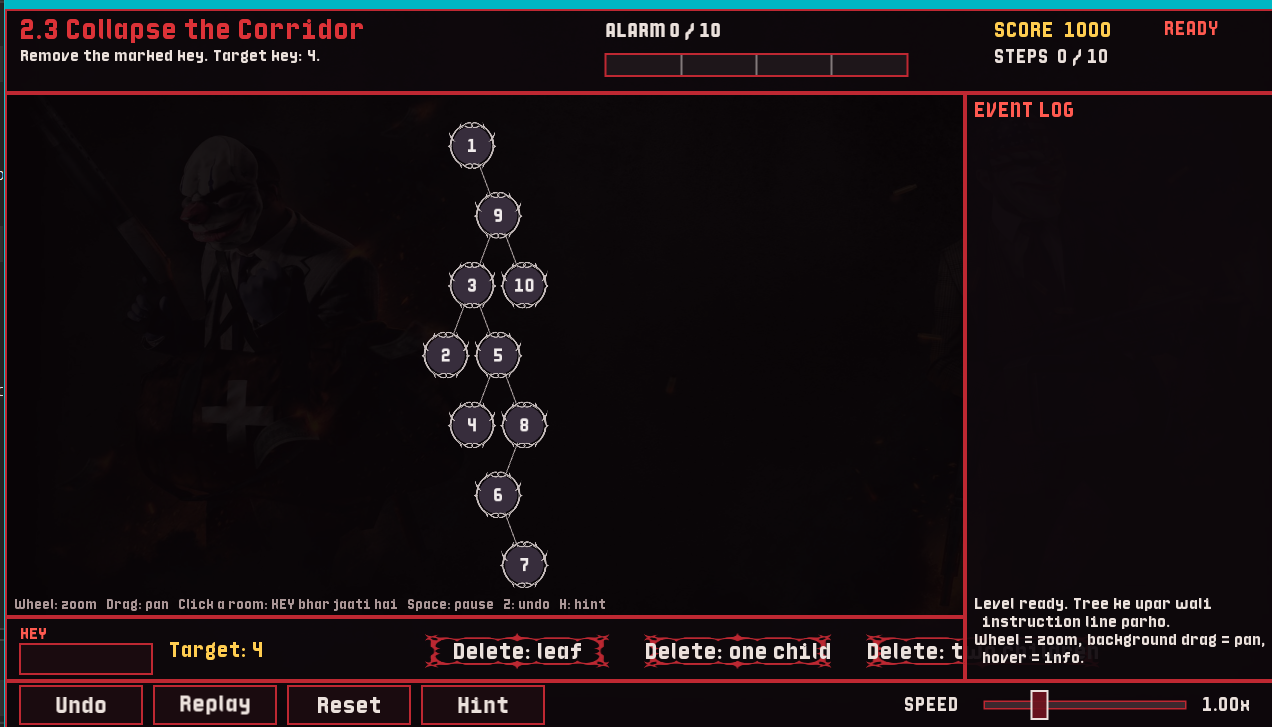 2.3 Collapse the Corridor
Remove the marked key. Target key: 4.
ALARM 0 / 10
SCORE 1000
STEPS 0 / 10
READY
EVENT LOG
1
9
3 10
2 5
4 8
6
7
Wheel: zoom Drag: pan Click a room: KEY bhar jaati hai Space: pause Z: undo H: hint
Level ready. Tree ke upar wali
instruction line parho.
Wheel = zoom, background drag = pan,
hover = info.
KEY
Target: 4
Delete: leaf
Delete: one child
Delete: two children
Undo
Replay
Reset
Hint
SPEED
1.00x